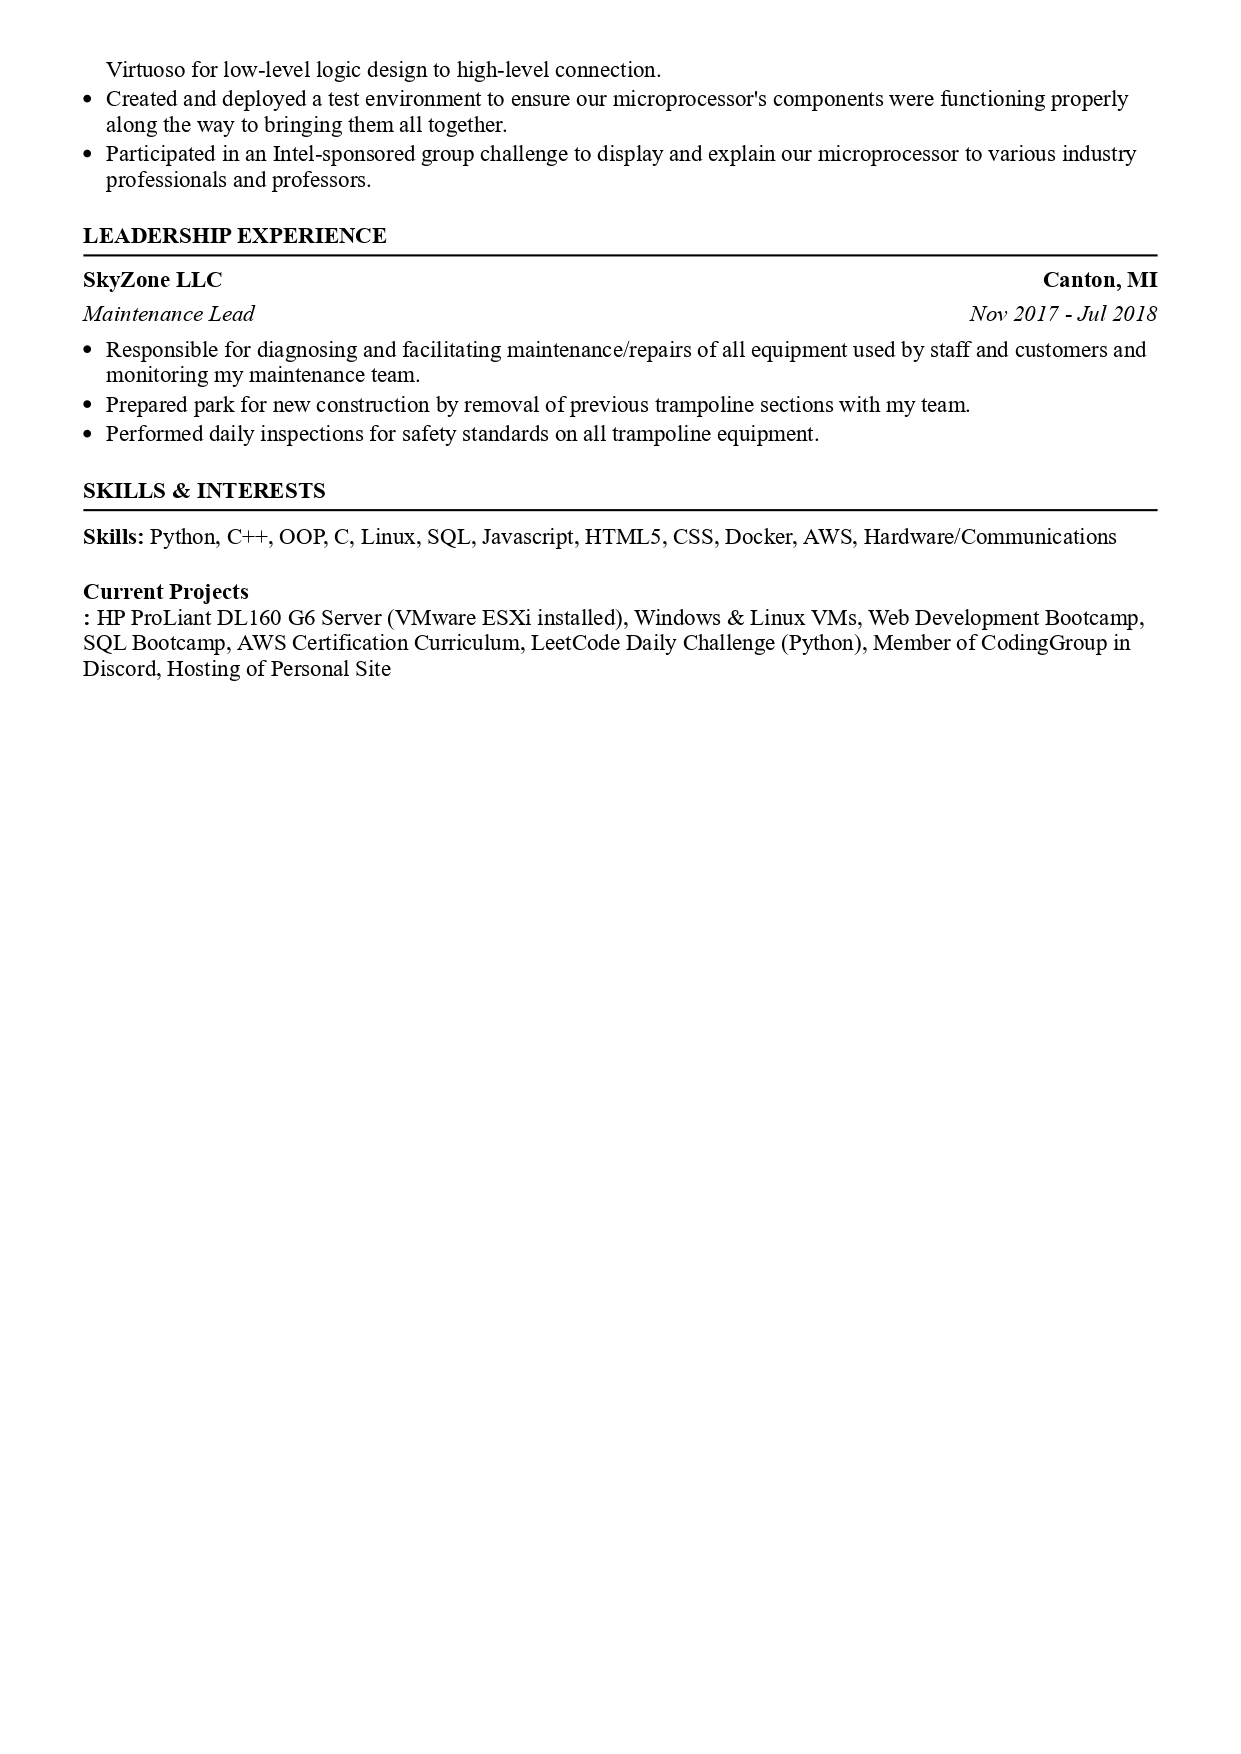 Virtuoso for low-level logic design to high-level connection.
• Created and deployed a test environment to ensure our microprocessor's components were functioning properly
along the way to bringing them all together.
• Participated in an Intel-sponsored group challenge to display and explain our microprocessor to various industry
professionals and professors.
LEADERSHIP EXPERIENCE
SkyZone LLC Canton, MI
Maintenance Lead Nov 2017 - Jul 2018
• Responsible for diagnosing and facilitating maintenance/repairs of all equipment used by staff and customers and
monitoring my maintenance team.
• Prepared park for new construction by removal of previous trampoline sections with my team.
• Performed daily inspections for safety standards on all trampoline equipment.
SKILLS & INTERESTS
Skills: Python, C++, OOP, C, Linux, SQL, Javascript, HTML5, CSS, Docker, AWS, Hardware/Communications
Current Projects
: HP ProLiant DL160 G6 Server (VMware ESXi installed), Windows & Linux VMs, Web Development Bootcamp,
SQL Bootcamp, AWS Certification Curriculum, LeetCode Daily Challenge (Python), Member of CodingGroup in
Discord, Hosting of Personal Site